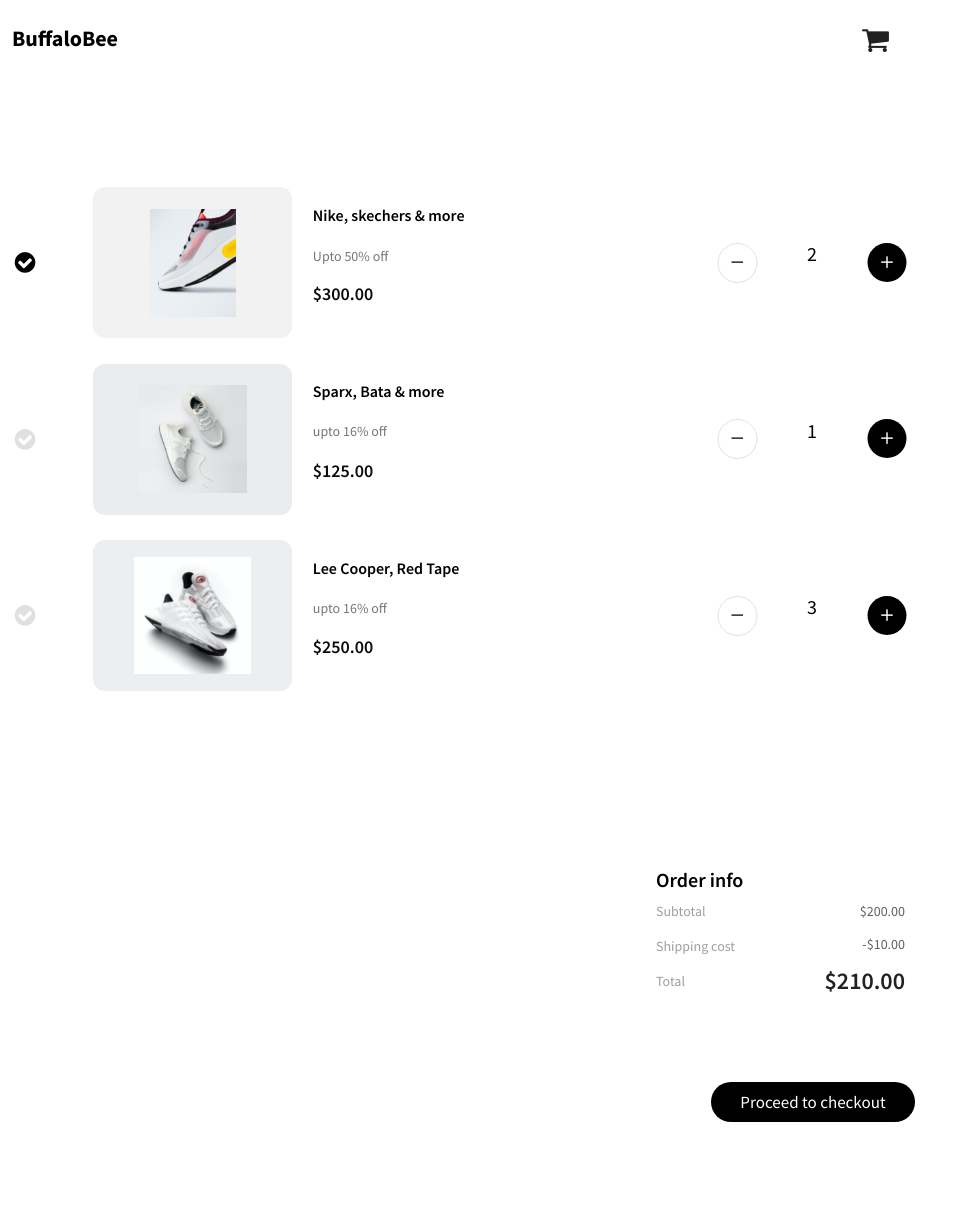 BuffaloBee
Nike, skechers & more
Upto 50% off
$300.00
2
Sparx, Bata & more
upto 16% off
$125.00
1
Lee Cooper, Red Tape
upto 16% off
$250.00
3
Order info
Subtotal $200.00
Shipping cost -$10.00
Total $210.00
Proceed to checkout